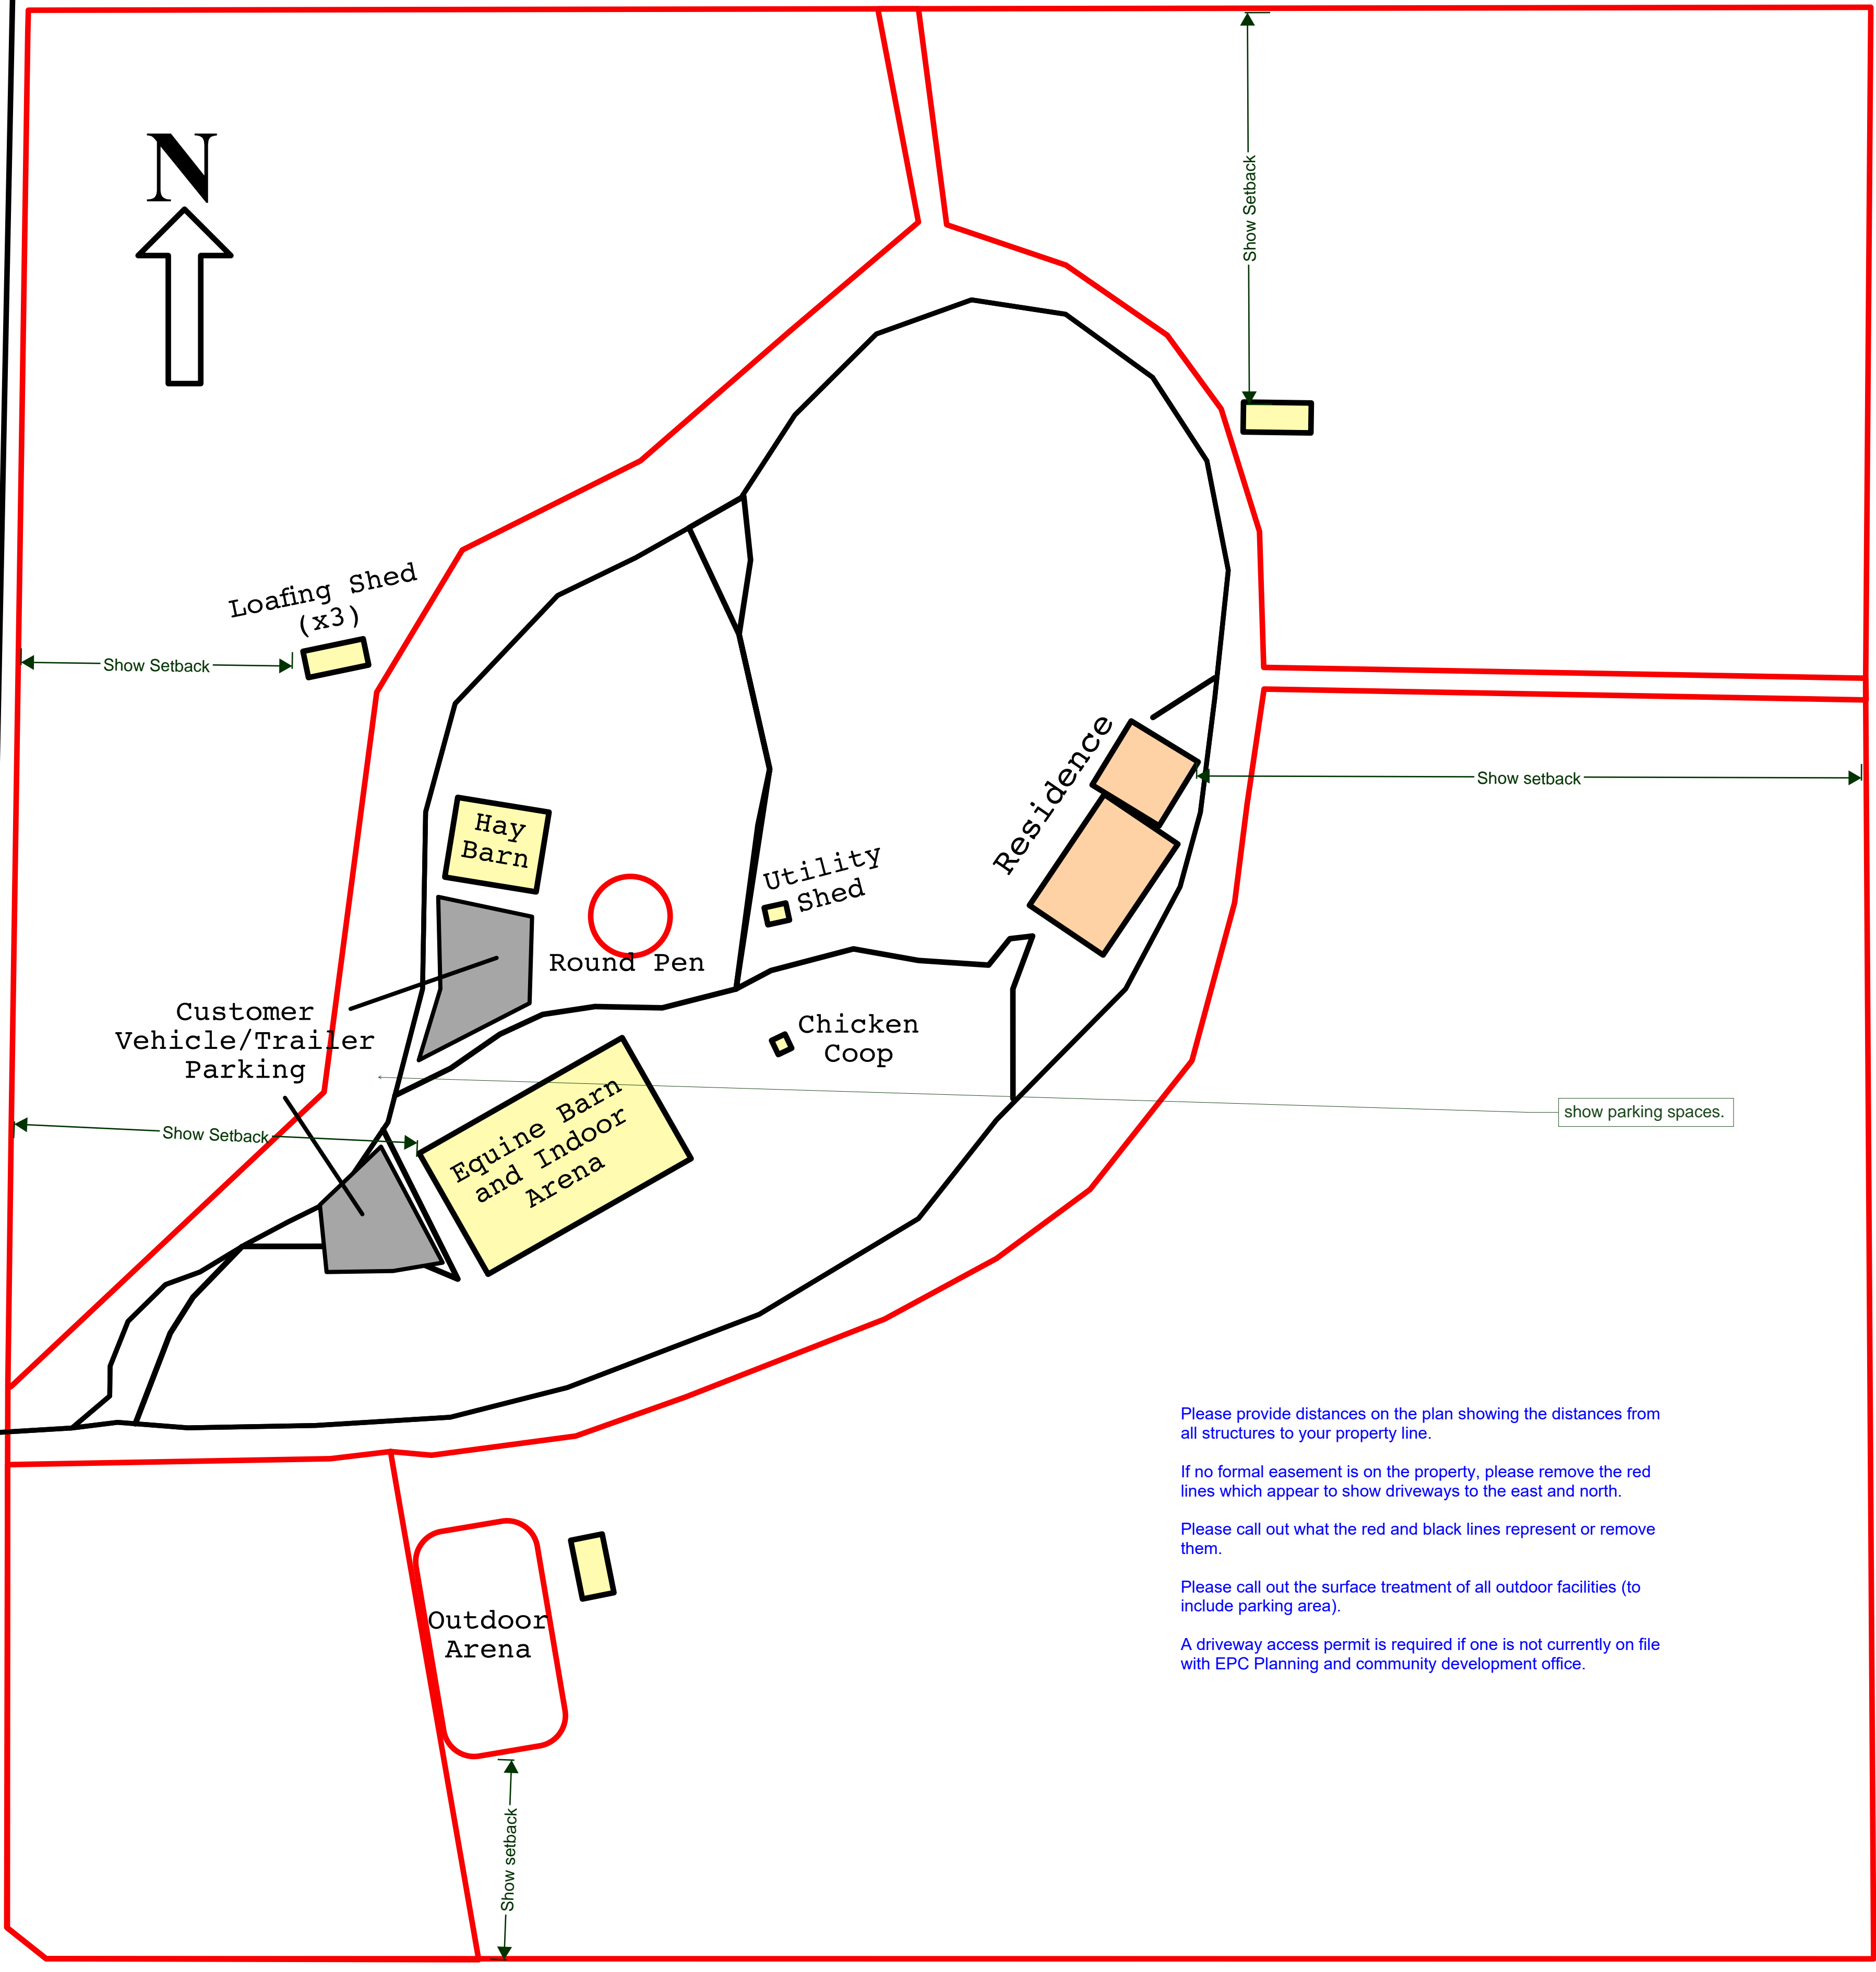 N
Show Setback
Loafing Shed
(x3)
Show Setback
Residence
Show setback
Hay
Barn
Utility
Shed
Round Pen
Customer
Vehicle/Trailer
Parking
Chicken
Coop
show parking spaces.
Show Setback
Equine Barn
and Indoor
Arena
Please provide distances on the plan showing the distances from
all structures to your property line.
If no formal easement is on the property, please remove the red
lines which appear to show driveways to the east and north.
Please call out what the red and black lines represent or remove
them.
Please call out the surface treatment of all outdoor facilities (to
include parking area).
A driveway access permit is required if one is not currently on file
with EPC Planning and community development office.
Outdoor
Arena
Show setback